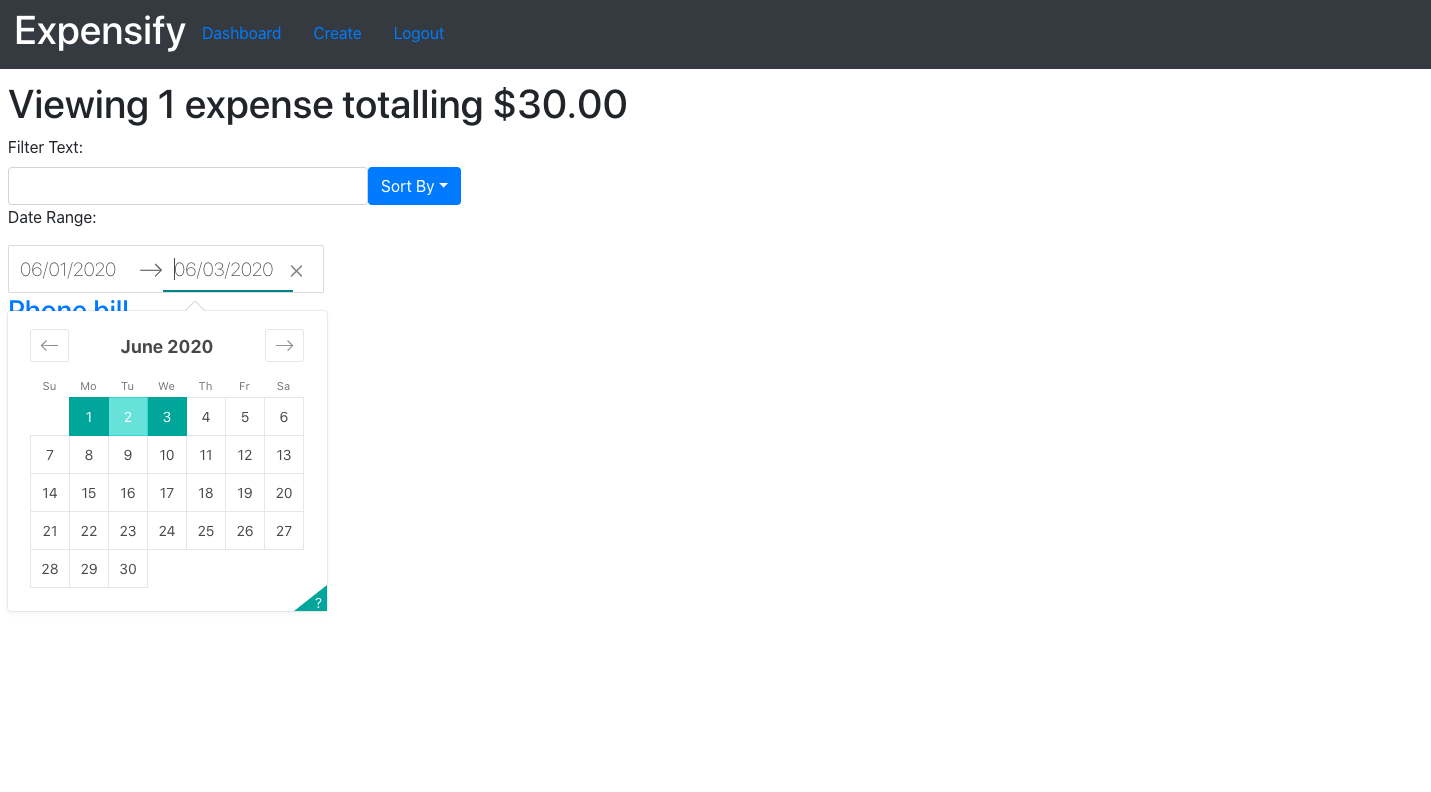 Expensify Dashboard Create Logout
Viewing 1 expense totalling $30.00
Filter Text:
Sort By
Date Range:
06/01/2020 06/03/2020
Phone bill
June 2020
Su Mo Tu We Th Fr Sa
1 2 3 4 5 6
7 8 9 10 11 12 13
14 15 16 17 18 19 20
21 22 23 24 25 26 27
28 29 30
?